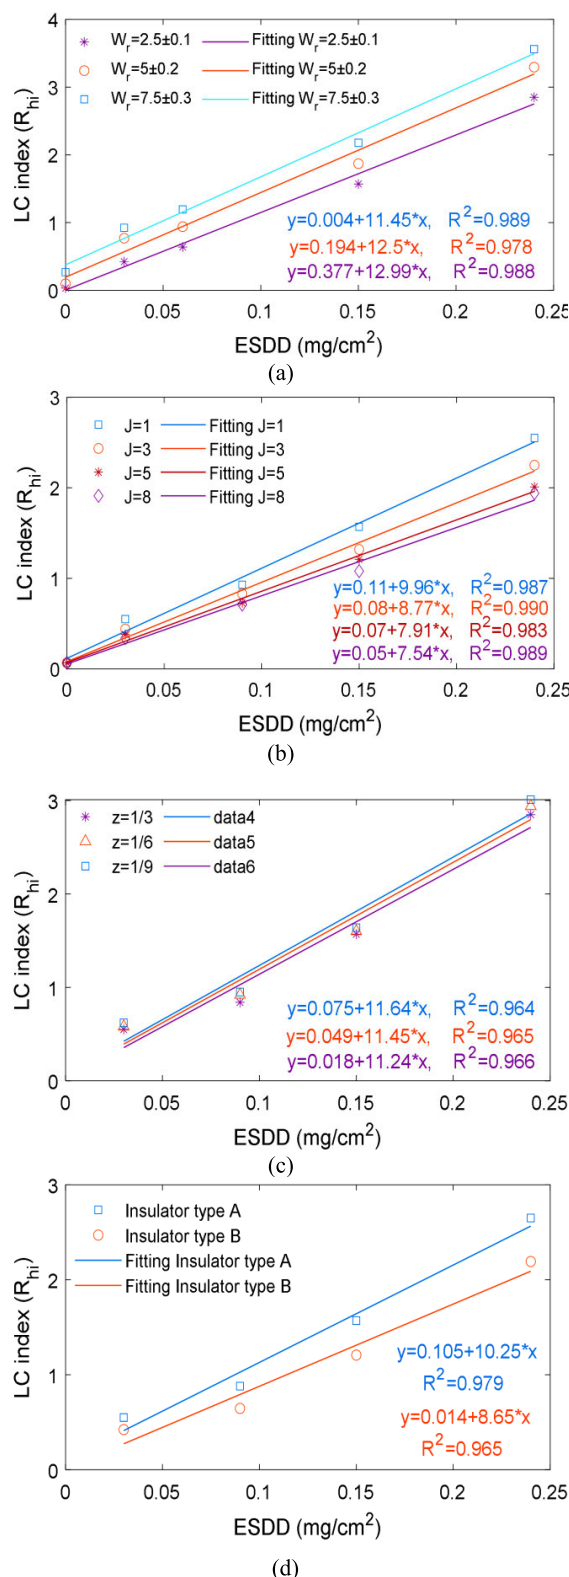 4
3
2
1
0
LC index (Rhi)
Wr=2.5±0.1 Fitting Wr=2.5±0.1
Wr=5±0.2 Fitting Wr=5±0.2
Wr=7.5±0.3 Fitting Wr=7.5±0.3
y=0.004+11.45*x, R2=0.989
y=0.194+12.5*x, R2=0.978
y=0.377+12.99*x, R2=0.988
0 0.05 0.1 0.15 0.2 0.25
ESDD (mg/cm2)
(a)
3
2
1
0
LC index (Rhi)
J=1 Fitting J=1
J=3 Fitting J=3
J=5 Fitting J=5
J=8 Fitting J=8
y=0.11+9.96*x, R2=0.987
y=0.08+8.77*x, R2=0.990
y=0.07+7.91*x, R2=0.983
y=0.05+7.54*x, R2=0.989
0 0.05 0.1 0.15 0.2 0.25
ESDD (mg/cm2)
(b)
3
2
1
0
LC index (Rhi)
z=1/3 data4
z=1/6 data5
z=1/9 data6
y=0.075+11.64*x, R2=0.964
y=0.049+11.45*x, R2=0.965
y=0.018+11.24*x, R2=0.966
0 0.05 0.1 0.15 0.2 0.25
ESDD (mg/cm2)
(c)
3
2
1
0
LC index (Rhi)
Insulator type A
Insulator type B
Fitting Insulator type A
Fitting Insulator type B
y=0.105+10.25*x
R2=0.979
y=0.014+8.65*x
R2=0.965
0 0.05 0.1 0.15 0.2 0.25
ESDD (mg/cm2)
(d)